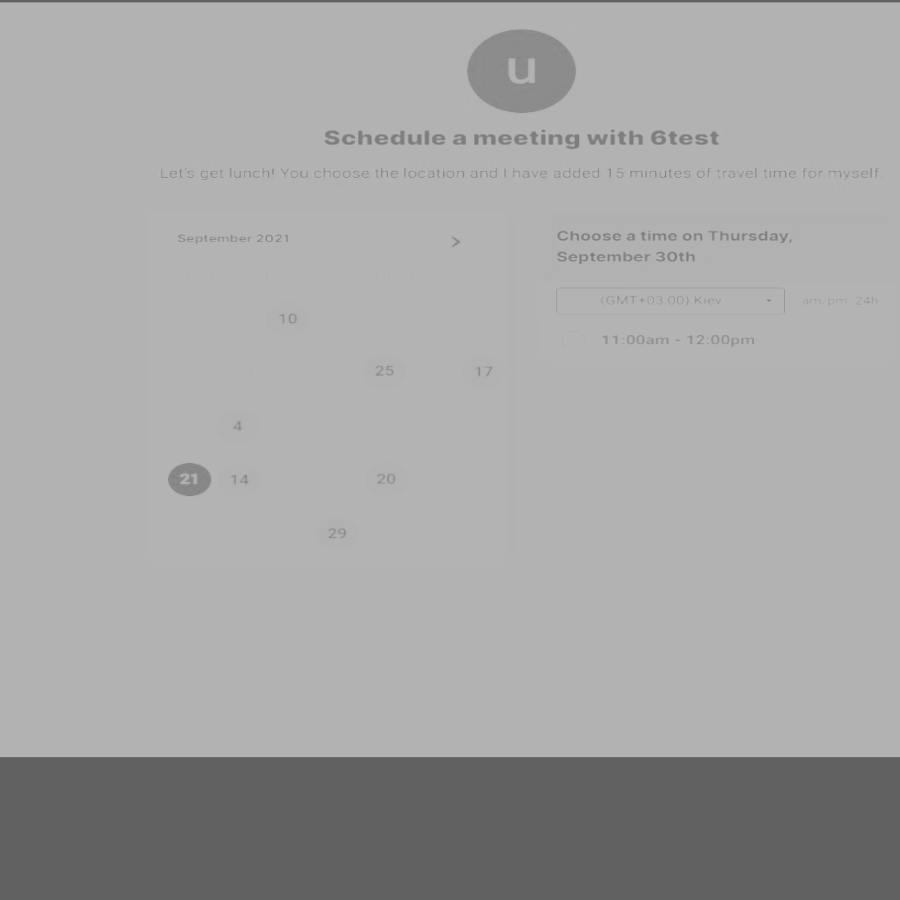 u
Schedule a meeting with 6test
Let's get lunch! You choose the location and I have added 15 minutes of travel time for myself.
September 2021 >
10
25 17
4
21 14 20
29
Choose a time on Thursday,
September 30th
(GMT+03:00) Kiev am, pm 24h
11:00am - 12:00pm